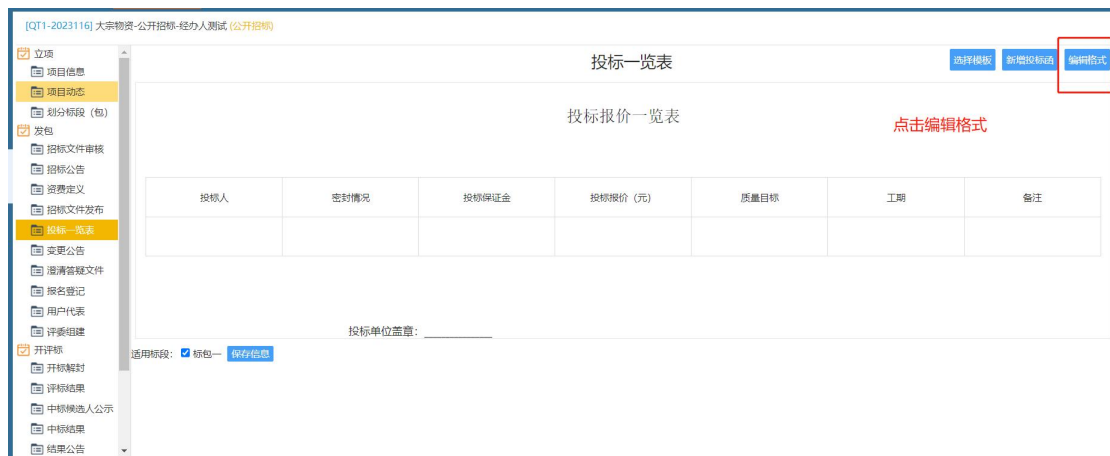 [QT1-2023116] 大宗物资-公开招标-经办人测试 (公开招标)
立项
项目信息
项目动态
划分标段（包）
发包
招标文件审核
招标公告
资费定义
招标文件发布
投标一览表
变更公告
澄清答疑文件
报名登记
用户代表
评委组建
开评标
开标解封
评标结果
中标候选人公示
中标结果
结果公告
投标一览表
选择模板 新增投标函 编辑格式
投标报价一览表
点击编辑格式
投标人 密封情况 投标保证金 投标报价（元） 质量目标 工期 备注
投标单位盖章：
适用标段： 标包一 保存信息